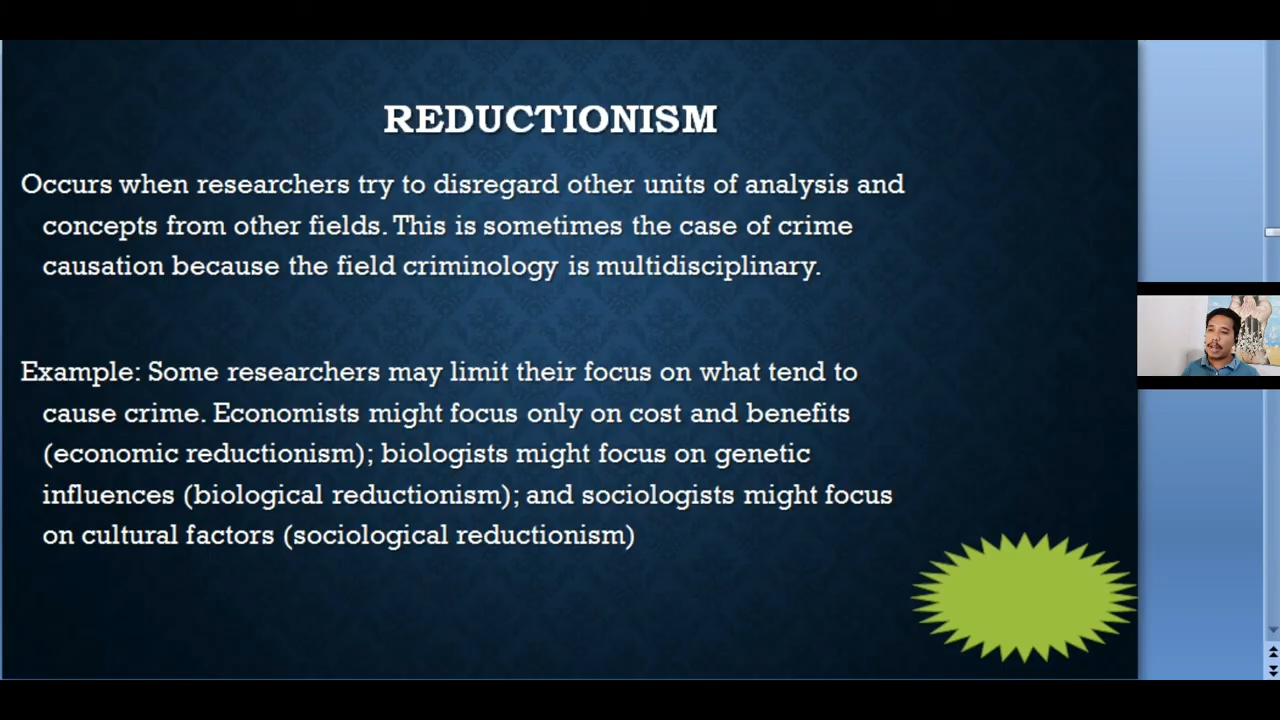 REDUCTIONISM
Occurs when researchers try to disregard other units of analysis and
concepts from other fields. This is sometimes the case of crime
causation because the field criminology is multidisciplinary.
Example: Some researchers may limit their focus on what tend to
cause crime. Economists might focus only on cost and benefits
(economic reductionism); biologists might focus on genetic
influences (biological reductionism); and sociologists might focus
on cultural factors (sociological reductionism)